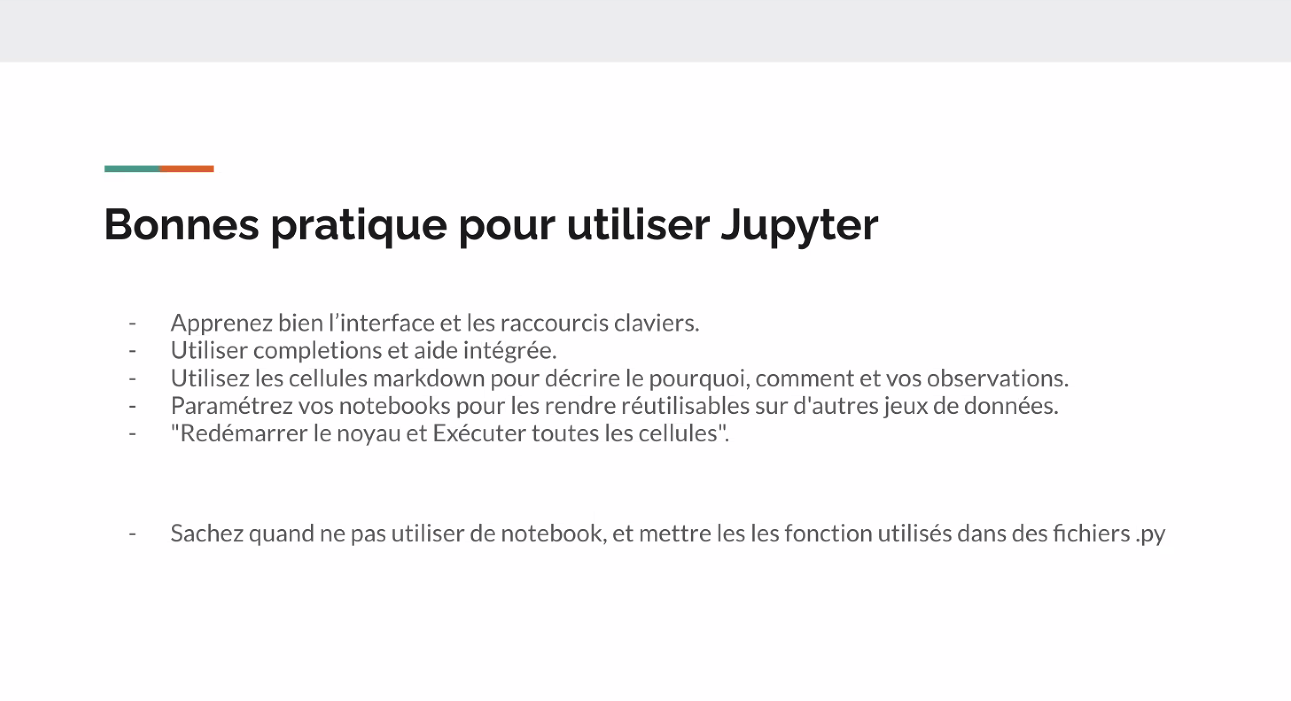 Bonnes pratique pour utiliser Jupyter
- Apprenez bien l’interface et les raccourcis claviers.
- Utiliser completions et aide intégrée.
- Utilisez les cellules markdown pour décrire le pourquoi, comment et vos observations.
- Paramétrez vos notebooks pour les rendre réutilisables sur d'autres jeux de données.
- "Redémarrer le noyau et Exécuter toutes les cellules".
- Sachez quand ne pas utiliser de notebook, et mettre les les fonction utilisés dans des fichiers .py